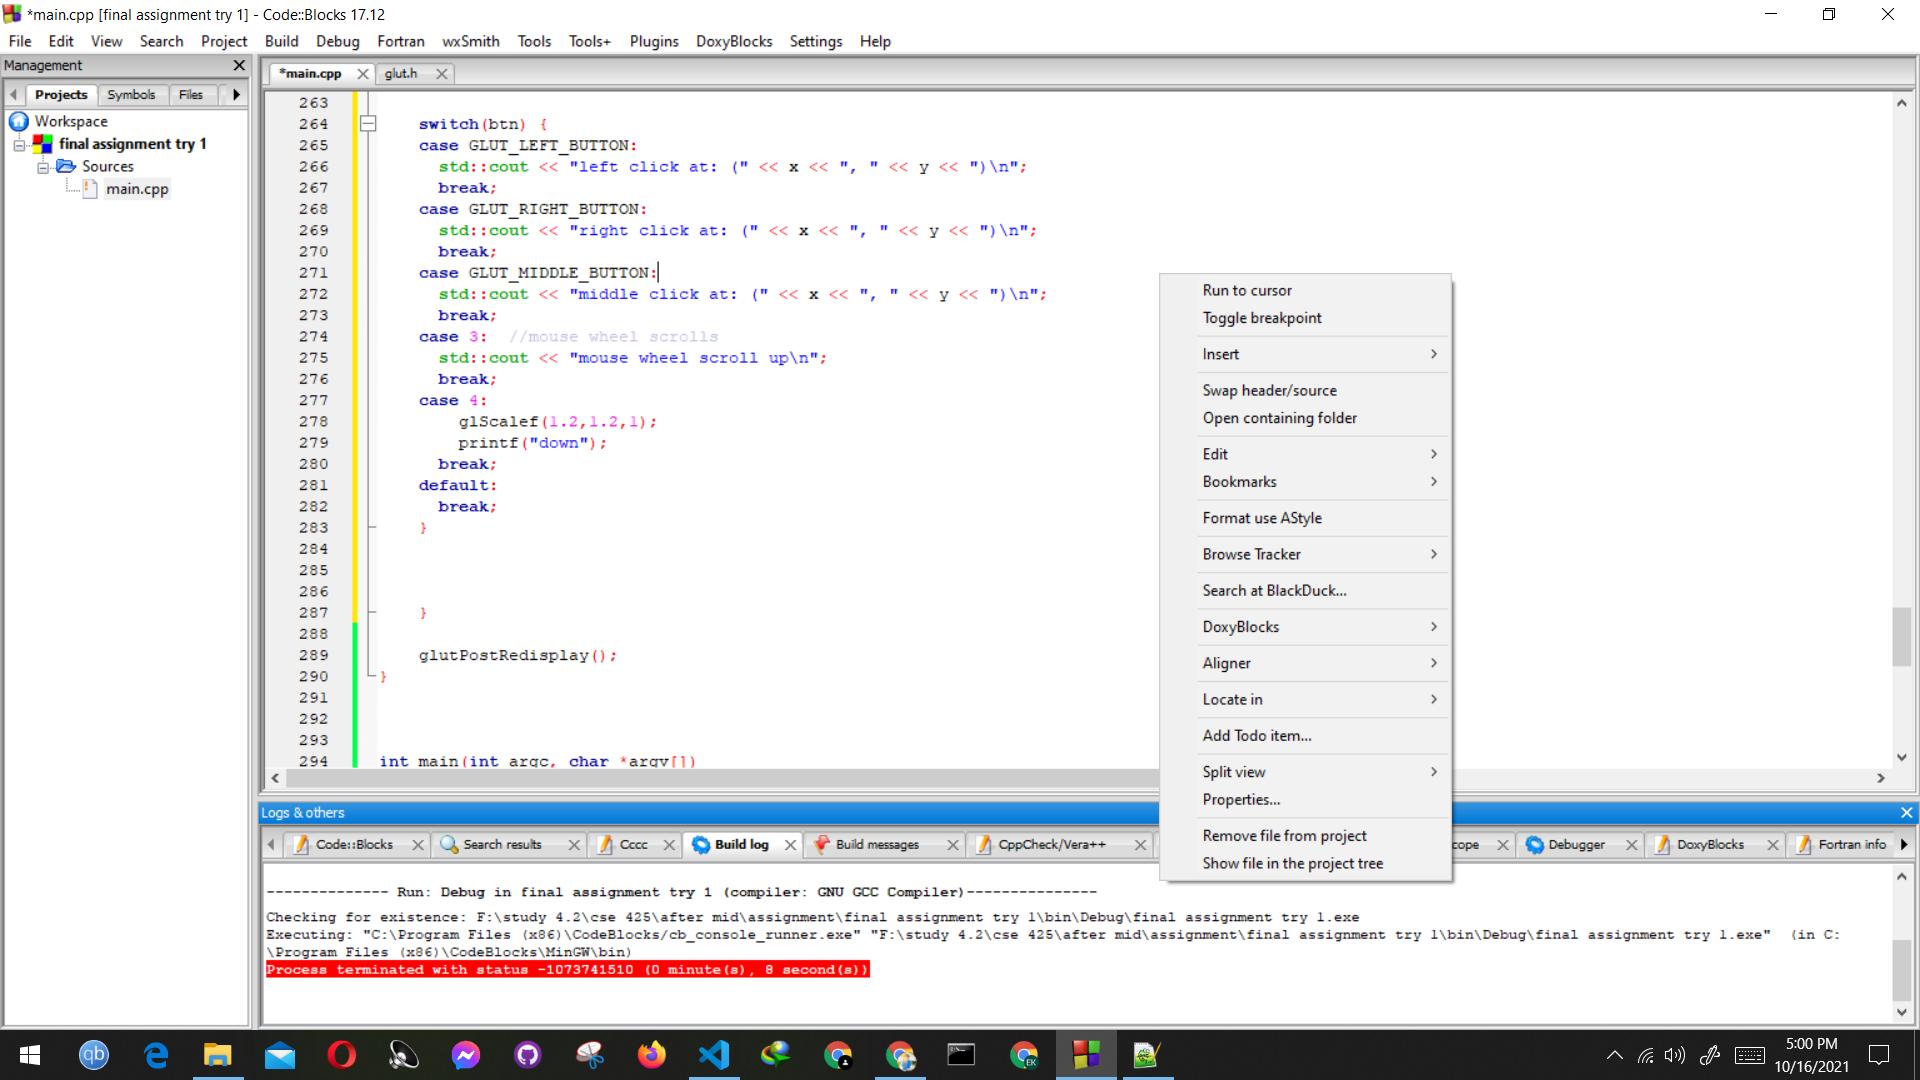 *main.cpp [final assignment try 1] - Code::Blocks 17.12
File Edit View Search Project Build Debug Fortran wxSmith Tools Tools+ Plugins DoxyBlocks Settings Help
Management
*main.cpp glut.h
Projects Symbols Files
Workspace
final assignment try 1
Sources
main.cpp
263
264 switch(btn) {
265 case GLUT_LEFT_BUTTON:
266 std::cout << "left click at: (" << x << ", " << y << ")\n";
267 break;
268 case GLUT_RIGHT_BUTTON:
269 std::cout << "right click at: (" << x << ", " << y << ")\n";
270 break;
271 case GLUT_MIDDLE_BUTTON:
272 std::cout << "middle click at: (" << x << ", " << y << ")\n";
273 break;
274 case 3:  //mouse wheel scrolls
275 std::cout << "mouse wheel scroll up\n";
276 break;
277 case 4:
278 glScalef(1.2,1.2,1);
279 printf("down");
280 break;
281 default:
282 break;
283 }
284
285
286
287 }
288
289 glutPostRedisplay();
290 }
291
292
293
294 int main(int argc, char *argv[])
Run to cursor
Toggle breakpoint
Insert
Swap header/source
Open containing folder
Edit
Bookmarks
Format use AStyle
Browse Tracker
Search at BlackDuck...
DoxyBlocks
Aligner
Locate in
Add Todo item...
Split view
Properties...
Remove file from project
Show file in the project tree
Logs & others
Code::Blocks Search results Cccc Build log Build messages CppCheck/Vera++ cope Debugger DoxyBlocks Fortran info
-------------- Run: Debug in final assignment try 1 (compiler: GNU GCC Compiler)---------------
Checking for existence: F:\study 4.2\cse 425\after mid\assignment\final assignment try 1\bin\Debug\final assignment try 1.exe
Executing: "C:\Program Files (x86)\CodeBlocks/cb_console_runner.exe" "F:\study 4.2\cse 425\after mid\assignment\final assignment try 1\bin\Debug\final assignment try 1.exe"  (in C:
\Program Files (x86)\CodeBlocks\MinGW\bin)
Process terminated with status -1073741510 (0 minute(s), 8 second(s))
qb
EK
5:00 PM
10/16/2021